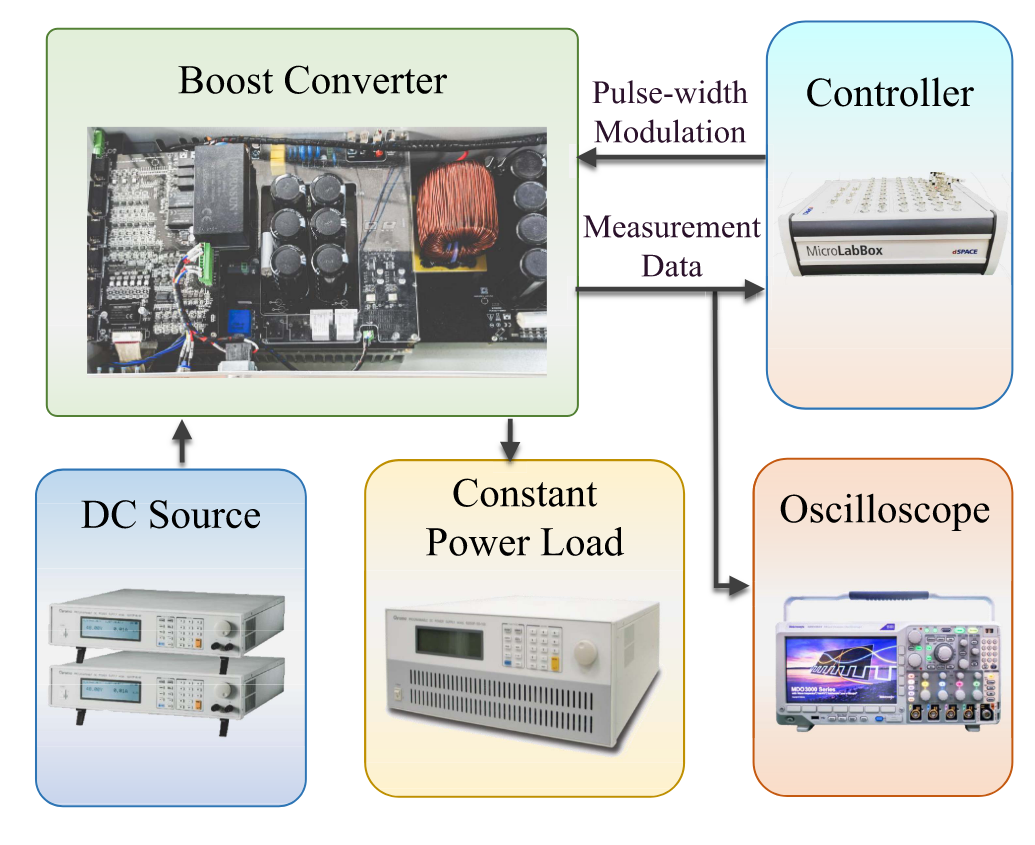 Boost Converter
Pulse-width
Modulation
Controller
Measurement
Data
MicroLabBox
dSPACE
DC Source
Constant
Power Load
Oscilloscope
MDO3000 Series